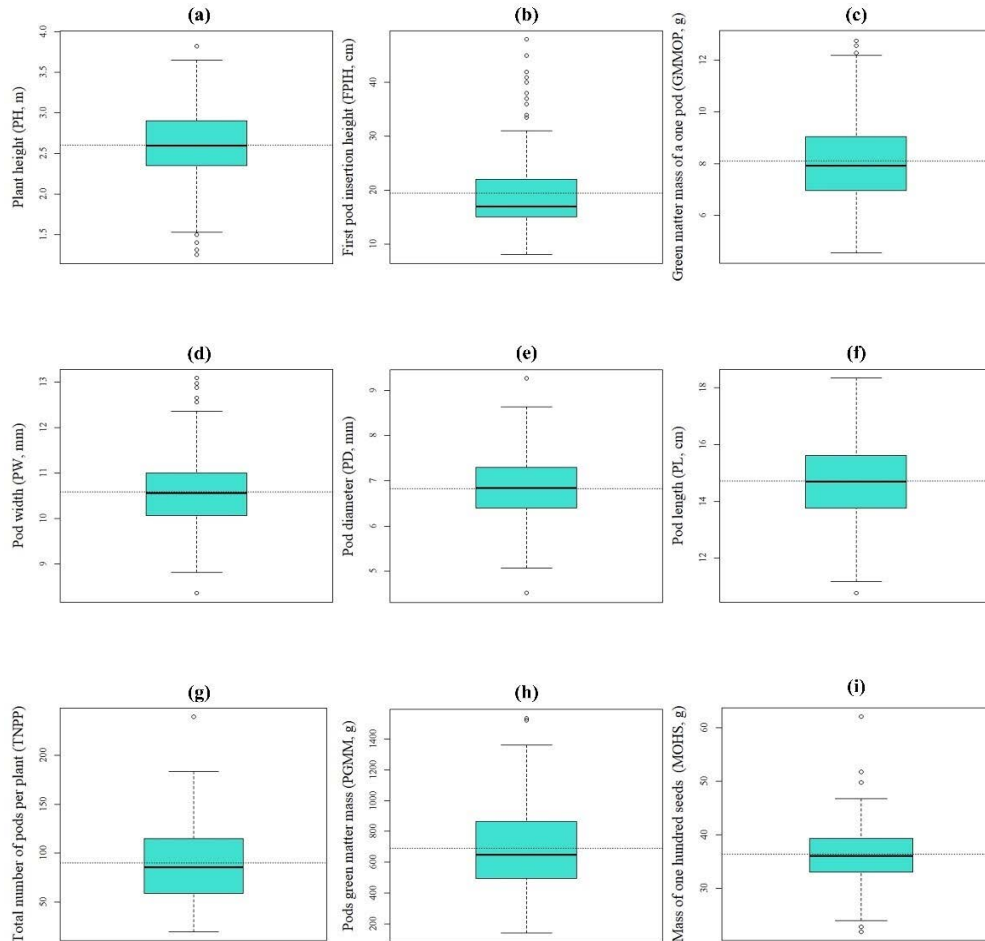 (a)
Plant height (PH, m)
4.0
3.5
3.0
2.5
2.0
1.5
(b)
First pod insertion height (FPIH, cm)
40
30
20
10
(c)
Green matter mass of a one pod (GMMOP, g)
12
10
8
6
(d)
Pod width (PW, mm)
13
12
11
10
9
(e)
Pod diameter (PD, mm)
9
8
7
6
5
(f)
Pod length (PL, cm)
18
16
14
12
(g)
Total mumber of pods per plant (TNPP)
200
150
100
50
(h)
Pods green matter mass (PGMM, g)
1400
1200
1000
800
600
400
200
(i)
Mass of one hundred seeds (MOHS, g)
60
50
40
30